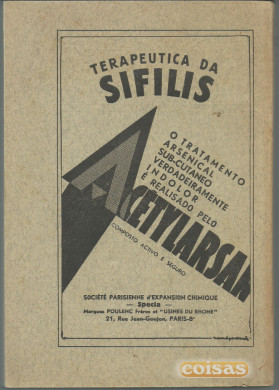 TERAPEUTICA DA
SIFILIS
O TRATAMENTO
ARSENICAL
SUB-CUTANEO
VERDADEIRAMENTE
INDOLOR
É REALISADO PELO
ACETYLARSAN
COMPOSTO ACTIVO E SEGURO
SOCIÉTÉ PARISIENNE d'EXPANSION CHIMIQUE
— Specia —
Marques POULENC Frères et "USINES DU RHONE"
21, Rue Jean-Goujon, PARIS-8e
coisas